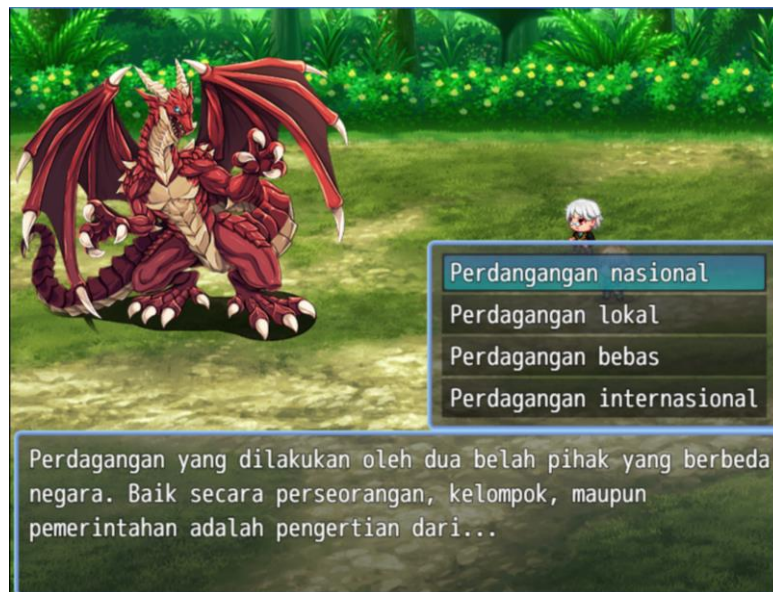 Perdangangan nasional
Perdagangan lokal
Perdagangan bebas
Perdagangan internasional
Perdagangan yang dilakukan oleh dua belah pihak yang berbeda
negara. Baik secara perseorangan, kelompok, maupun
pemerintahan adalah pengertian dari...